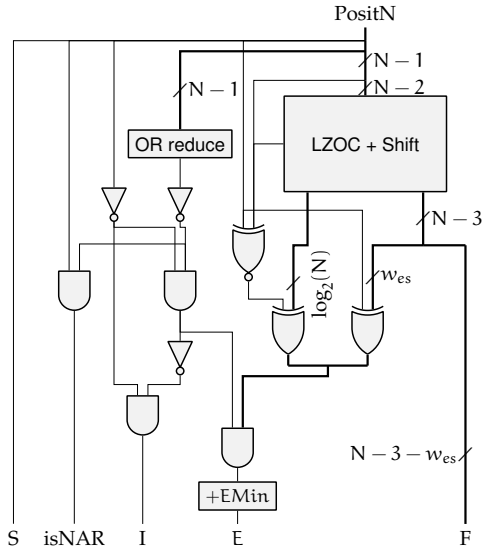 PositN
N − 1
N − 1
N − 2
OR reduce
LZOC + Shift
N − 3
log₂(N)
w_es
N − 3 − w_es
+EMin
S isNAR I E F